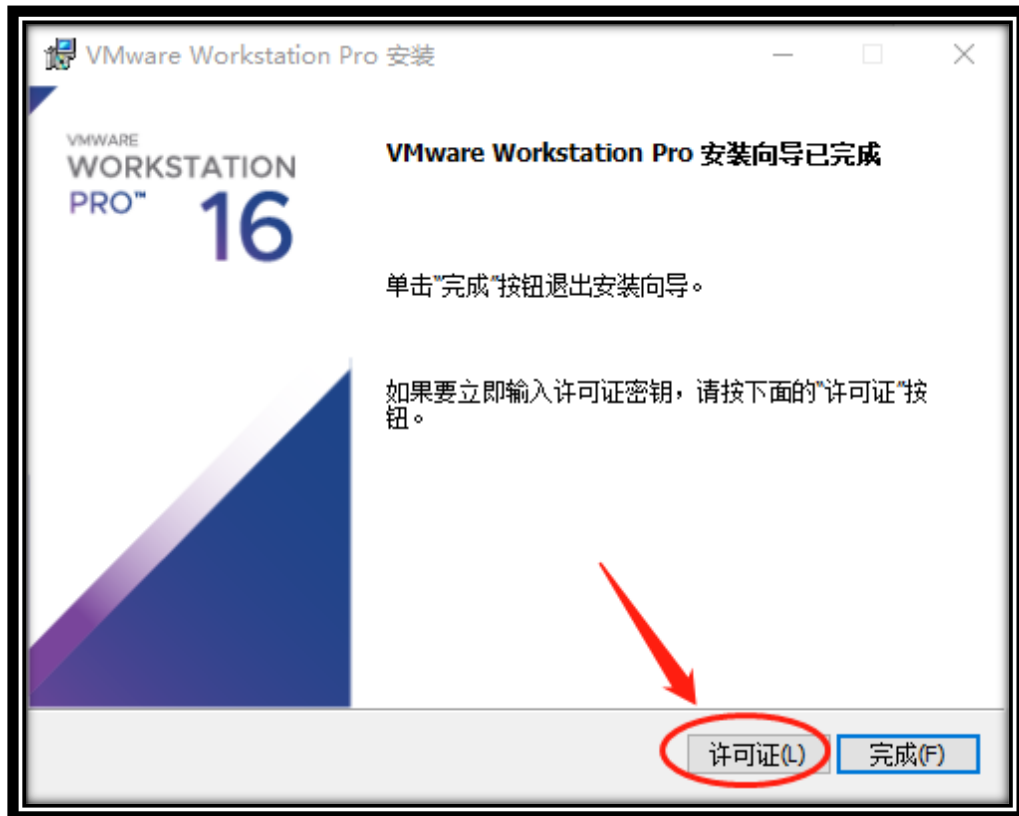 VMware Workstation Pro 安装
VMWARE
WORKSTATION
PRO™ 16
VMware Workstation Pro 安装向导已完成
单击"完成"按钮退出安装向导。
如果要立即输入许可证密钥，请按下面的"许可证"按
钮。
许可证(L) 完成(F)